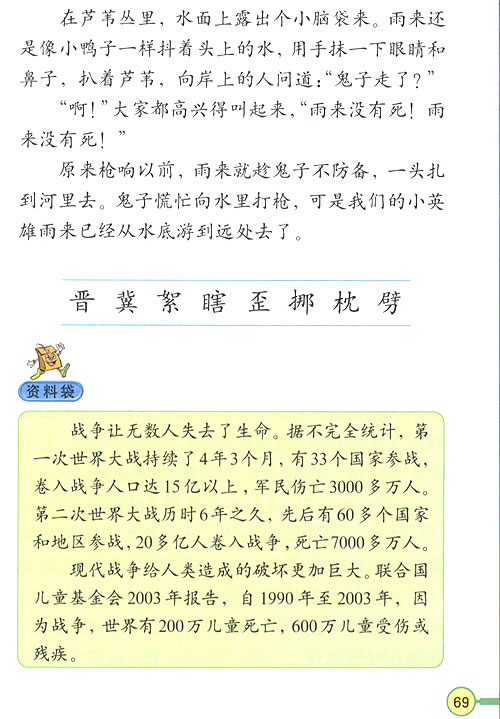 在芦苇丛里，水面上露出个小脑袋来。雨来还
是像小鸭子一样抖着头上的水，用手抹一下眼睛和
鼻子，扒着芦苇，向岸上的人问道：“鬼子走了？”
“啊！”大家都高兴得叫起来，“雨来没有死！雨
来没有死！”
原来枪响以前，雨来就趁鬼子不防备，一头扎
到河里去。鬼子慌忙向水里打枪，可是我们的小英
雄雨来已经从水底游到远处去了。
晋 冀 絮 瞎 歪 挪 枕 劈
资料袋
战争让无数人失去了生命。据不完全统计，第
一次世界大战持续了4年3个月，有33个国家参战，
卷入战争人口达15亿以上，军民伤亡3000多万人。
第二次世界大战历时6年之久，先后有60多个国家
和地区参战，20多亿人卷入战争，死亡7000多万人。
现代战争给人类造成的破坏更加巨大。联合国
儿童基金会2003年报告，自1990年至2003年，因
为战争，世界有200万儿童死亡，600万儿童受伤或
残疾。
69